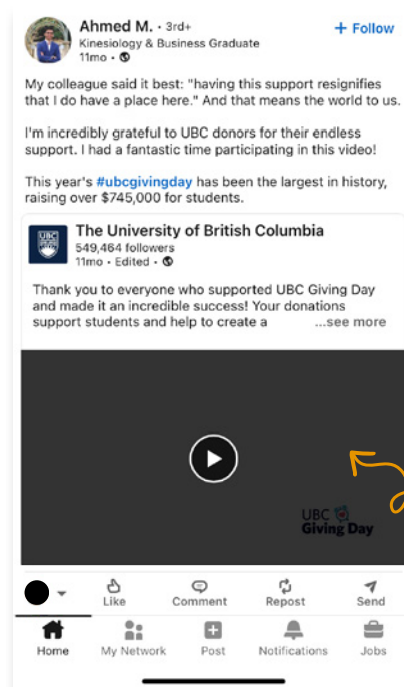 Ahmed M. · 3rd+
+ Follow
Kinesiology & Business Graduate
11mo ·
My colleague said it best: "having this support resignifies
that I do have a place here." And that means the world to us.
I'm incredibly grateful to UBC donors for their endless
support. I had a fantastic time participating in this video!
This year's #ubcgivingday has been the largest in history,
raising over $745,000 for students.
UBC
The University of British Columbia
549,464 followers
11mo · Edited ·
Thank you to everyone who supported UBC Giving Day
and made it an incredible success! Your donations
support students and help to create a ...see more
UBC
Giving Day
Like Comment Repost Send
Home My Network Post Notifications Jobs